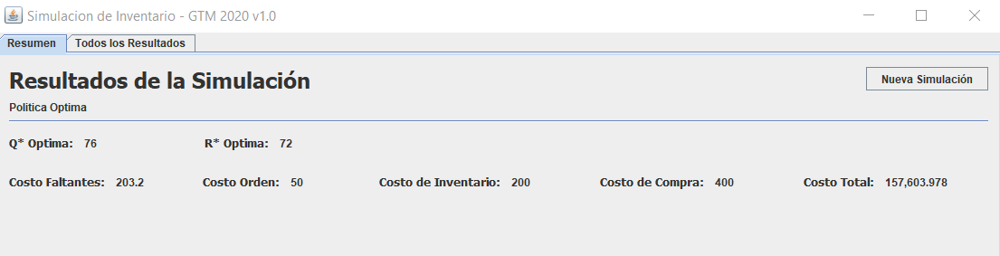 Simulacion de Inventario - GTM 2020 v1.0
Resumen Todos los Resultados
Resultados de la Simulación Nueva Simulación
Politica Optima
Q* Optima: 76 R* Optima: 72
Costo Faltantes: 203.2 Costo Orden: 50 Costo de Inventario: 200 Costo de Compra: 400 Costo Total: 157,603.978